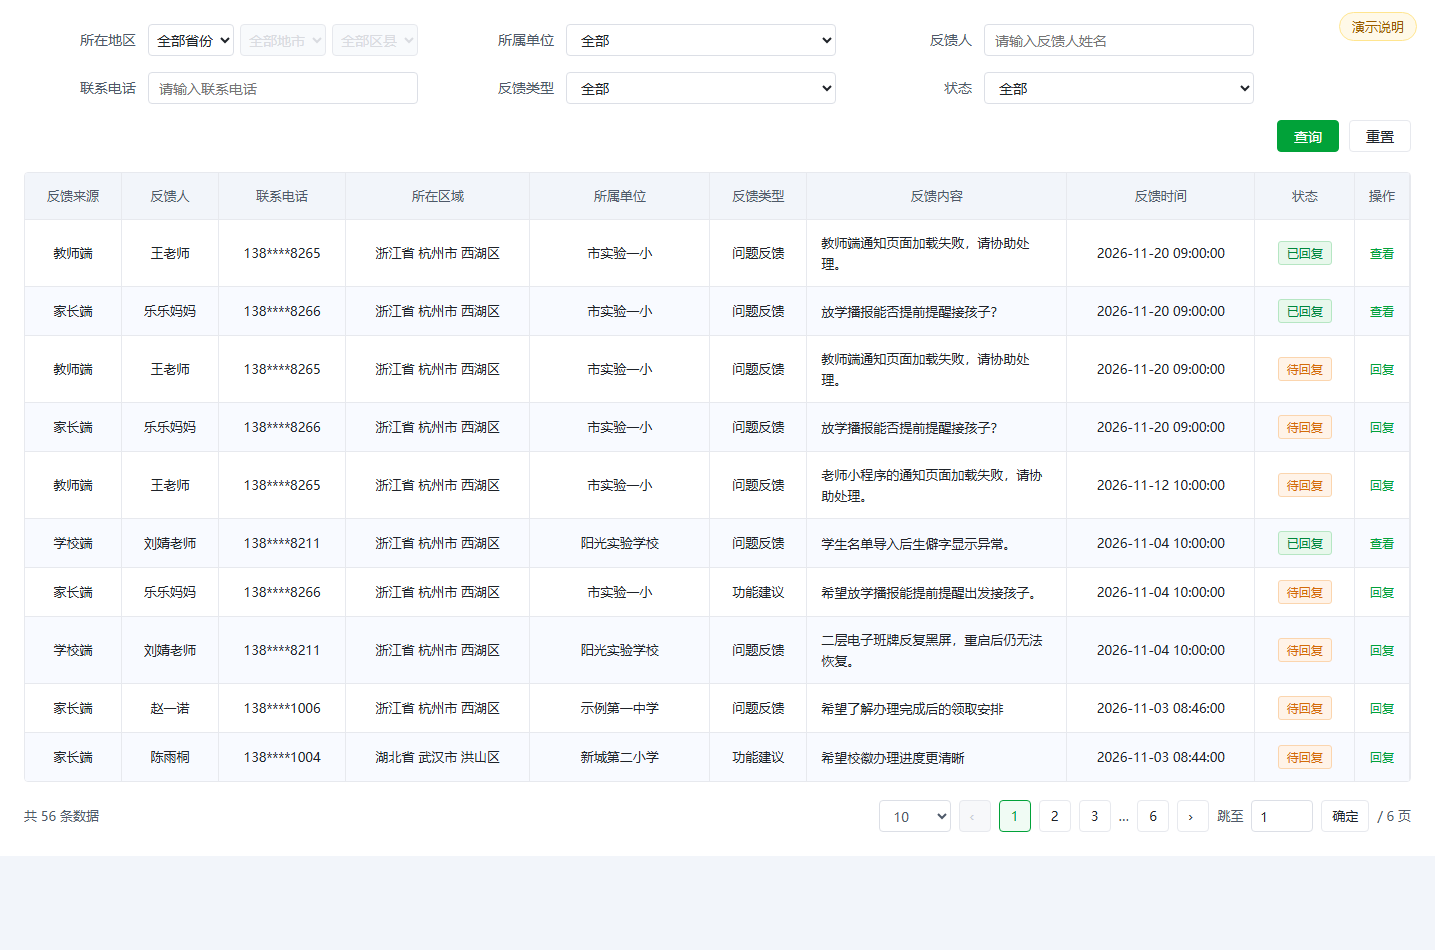 所在地区 全部省份 全部地市 全部区县 所属单位 全部 反馈人 请输入反馈人姓名 演示说明
联系电话 请输入联系电话 反馈类型 全部 状态 全部
查询 重置
反馈来源 反馈人 联系电话 所在区域 所属单位 反馈类型 反馈内容 反馈时间 状态 操作
教师端 王老师 138****8265 浙江省 杭州市 西湖区 市实验一小 问题反馈 教师端通知页面加载失败，请协助处 2026-11-20 09:00:00 已回复 查看
理。
家长端 乐乐妈妈 138****8266 浙江省 杭州市 西湖区 市实验一小 问题反馈 放学播报能否提前提醒接孩子？ 2026-11-20 09:00:00 已回复 查看
教师端 王老师 138****8265 浙江省 杭州市 西湖区 市实验一小 问题反馈 教师端通知页面加载失败，请协助处 2026-11-20 09:00:00 待回复 回复
理。
家长端 乐乐妈妈 138****8266 浙江省 杭州市 西湖区 市实验一小 问题反馈 放学播报能否提前提醒接孩子？ 2026-11-20 09:00:00 待回复 回复
教师端 王老师 138****8265 浙江省 杭州市 西湖区 市实验一小 问题反馈 老师小程序的通知页面加载失败，请协 2026-11-12 10:00:00 待回复 回复
助处理。
学校端 刘婧老师 138****8211 浙江省 杭州市 西湖区 阳光实验学校 问题反馈 学生名单导入后生僻字显示异常。 2026-11-04 10:00:00 已回复 查看
家长端 乐乐妈妈 138****8266 浙江省 杭州市 西湖区 市实验一小 功能建议 希望放学播报能提前提醒出发接孩子。 2026-11-04 10:00:00 待回复 回复
学校端 刘婧老师 138****8211 浙江省 杭州市 西湖区 阳光实验学校 问题反馈 二层电子班牌反复黑屏，重启后仍无法 2026-11-04 10:00:00 待回复 回复
恢复。
家长端 赵一诺 138****1006 浙江省 杭州市 西湖区 示例第一中学 问题反馈 希望了解办理完成后的领取安排 2026-11-03 08:46:00 待回复 回复
家长端 陈雨桐 138****1004 湖北省 武汉市 洪山区 新城第二小学 功能建议 希望校徽办理进度更清晰 2026-11-03 08:44:00 待回复 回复
共 56 条数据 10 ‹ 1 2 3 ... 6 › 跳至 1 确定 / 6 页